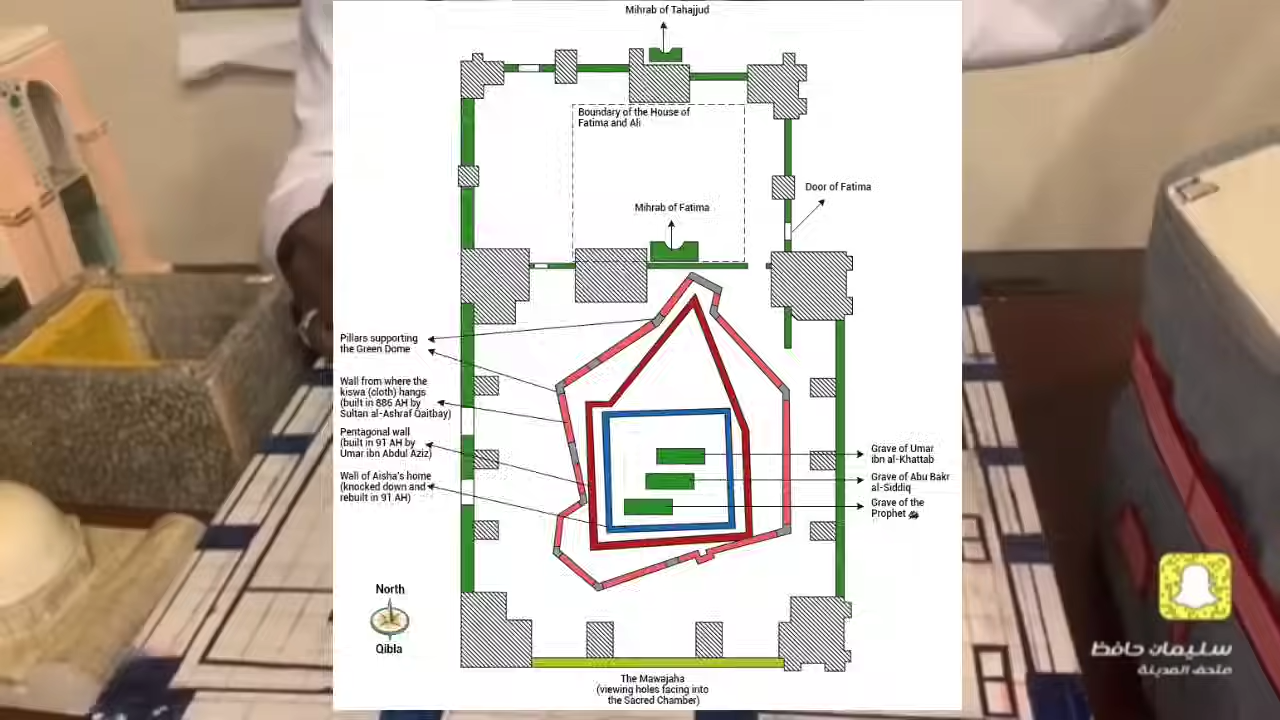 Mihrab of Tahajjud
Boundary of the House of
Fatima and Ali
Door of Fatima
Mihrab of Fatima
Pillars supporting
the Green Dome
Wall from where the
kiswa (cloth) hangs
(built in 886 AH by
Sultan al-Ashraf Qaitbay)
Pentagonal wall
(built in 91 AH by
Umar ibn Abdul Aziz)
Wall of Aisha's home
(knocked down and
rebuilt in 91 AH)
Grave of Umar
ibn al-Khattab
Grave of Abu Bakr
al-Siddiq
Grave of the
Prophet ﷺ
North
Qibla
The Mawajaha
(viewing holes facing into
the Sacred Chamber)
سليمان حافظ
متحف المدينة